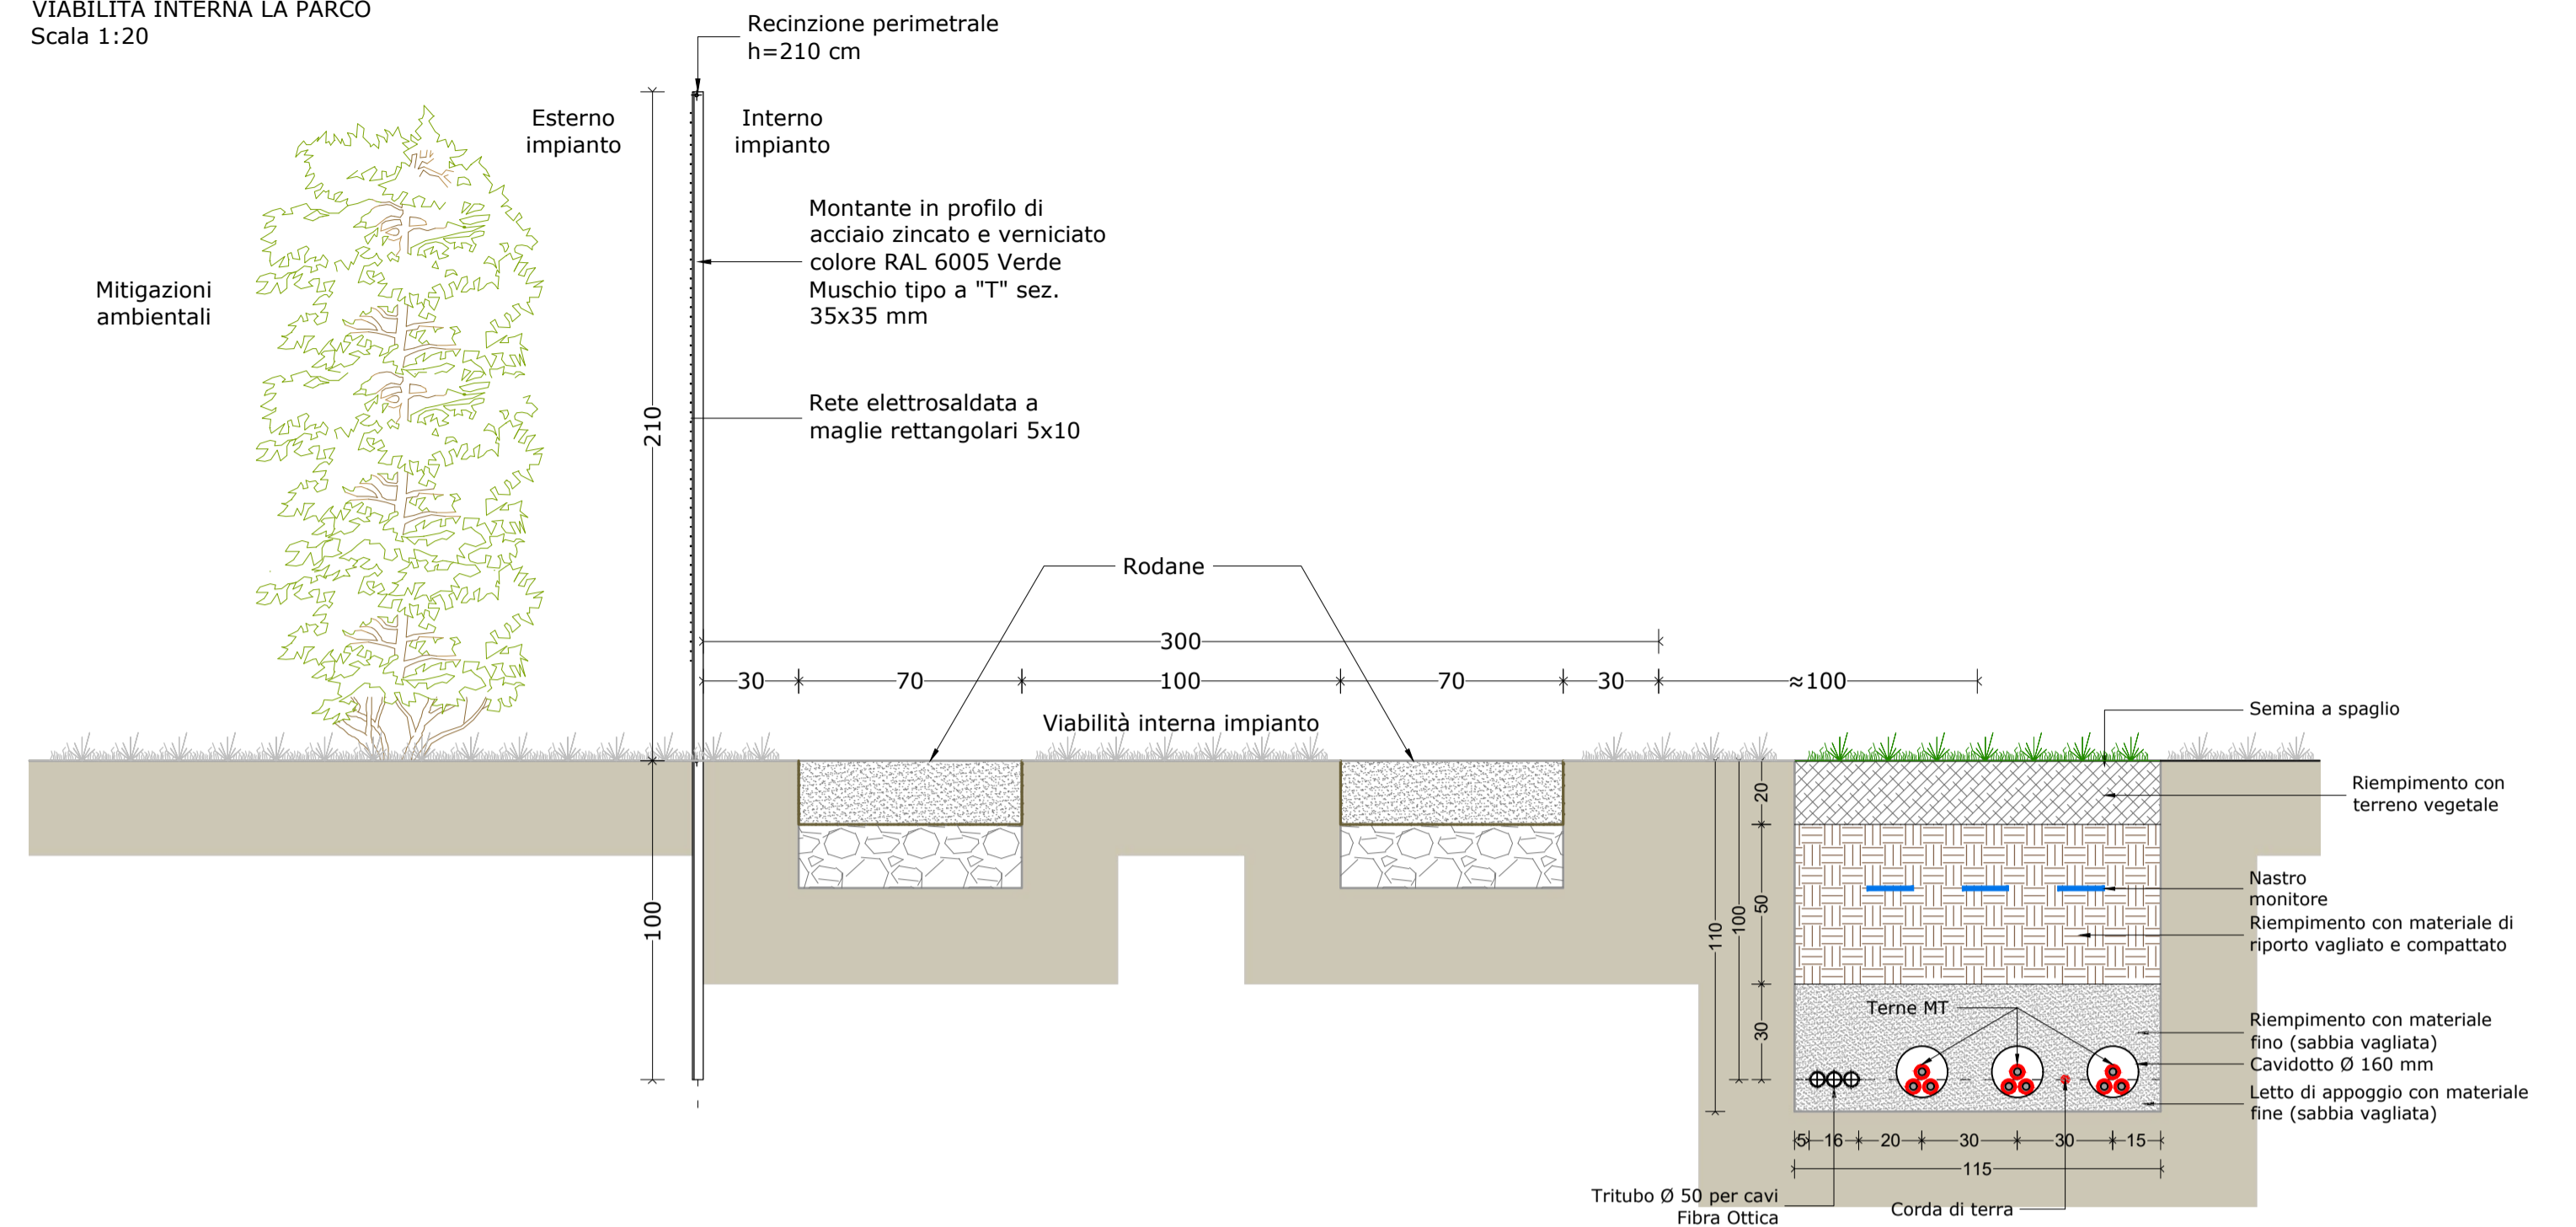 VIABILITÀ INTERNA LA PARCO
Scala 1:20
Recinzione perimetrale
h=210 cm
Esterno
impianto
Interno
impianto
Montante in profilo di
acciaio zincato e verniciato
colore RAL 6005 Verde
Muschio tipo a "T" sez.
35x35 mm
Mitigazioni
ambientali
210
Rete elettrosaldata a
maglie rettangolari 5x10
Rodane
300
30
70
100
70
30
≈100
Viabilità interna impianto
Semina a spaglio
Riempimento con
terreno vegetale
20
Nastro
monitore
50
100
110
100
Riempimento con materiale di
riporto vagliato e compattato
Terne MT
30
Riempimento con materiale
fino (sabbia vagliata)
Cavidotto Ø 160 mm
Letto di appoggio con materiale
fine (sabbia vagliata)
5
16
20
30
30
15
115
Tritubo Ø 50 per cavi
Fibra Ottica
Corda di terra